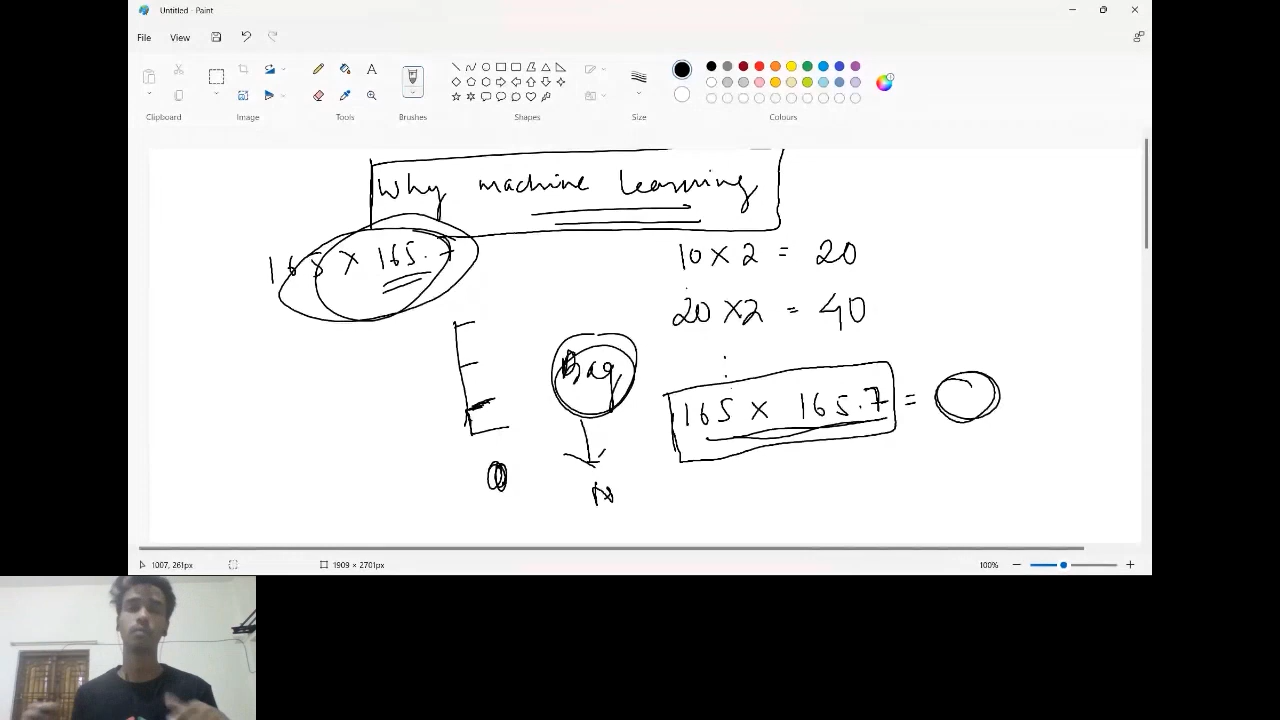 Untitled - Paint
File View
Clipboard Image Tools Brushes Shapes Size Colours
Why machine learning
165 x 165.7
10 x 2 = 20
20 x 2 = 40
Bag
165 x 165.7 =
N
1007, 261px 1909 × 2701px 100%